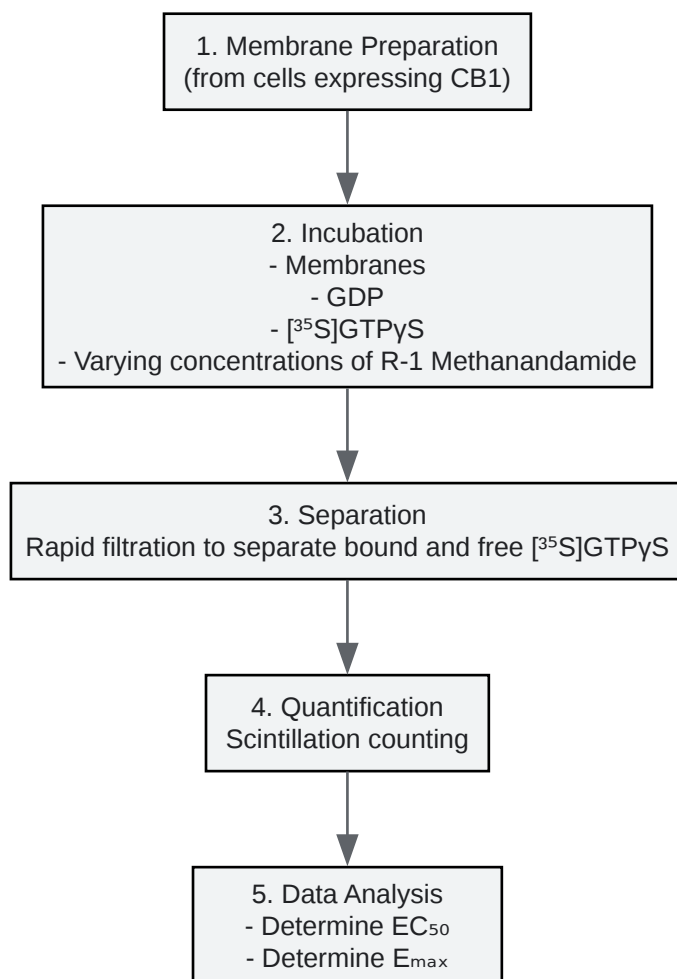 1. Membrane Preparation
(from cells expressing CB1)
2. Incubation
- Membranes
- GDP
- [³⁵S]GTPγS
- Varying concentrations of R-1 Methanandamide
3. Separation
Rapid filtration to separate bound and free [³⁵S]GTPγS
4. Quantification
Scintillation counting
5. Data Analysis
- Determine EC₅₀
- Determine Eₘₐₓ